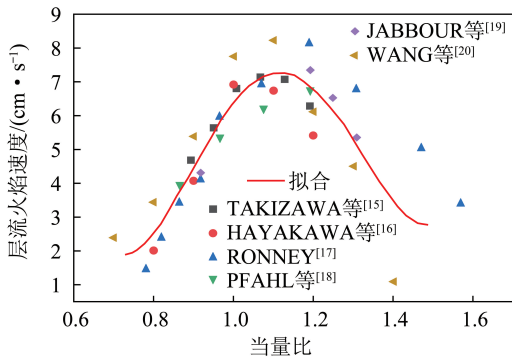 JABBOUR等[19]
WANG等[20]
拟合
TAKIZAWA等[15]
HAYAKAWA等[16]
RONNEY[17]
PFAHL等[18]
层流火焰速度/(cm·s⁻¹)
9
8
7
6
5
4
3
2
1
0.6 0.8 1.0 1.2 1.4 1.6
当量比